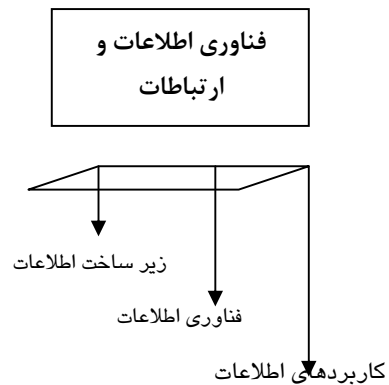 فناوری اطلاعات و
ارتباطات
زیر ساخت اطلاعات
فناوری اطلاعات
کاربردهای اطلاعات